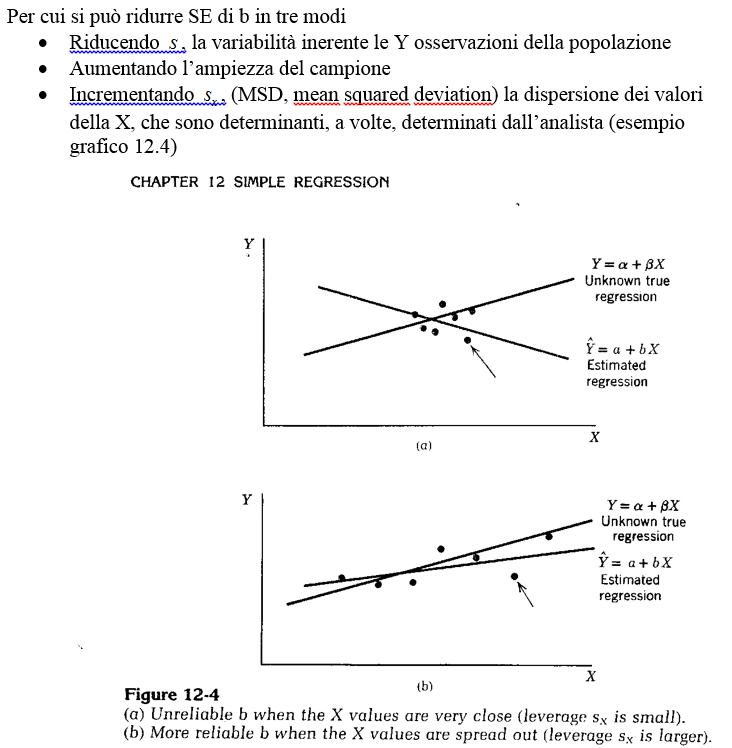 Per cui si può ridurre SE di b in tre modi
• Riducendo s, la variabilità inerente le Y osservazioni della popolazione
• Aumentando l'ampiezza del campione
• Incrementando sx, (MSD, mean squared deviation) la dispersione dei valori
della X, che sono determinanti, a volte, determinati dall'analista (esempio
grafico 12.4)
CHAPTER 12 SIMPLE REGRESSION
Y
Y = α + βX
Unknown true
regression
Ŷ = a + bX
Estimated
regression
X
(a)
Y
Y = α + βX
Unknown true
regression
Ŷ = a + bX
Estimated
regression
X
(b)
Figure 12-4
(a) Unreliable b when the X values are very close (leverage sx is small).
(b) More reliable b when the X values are spread out (leverage sx is larger).